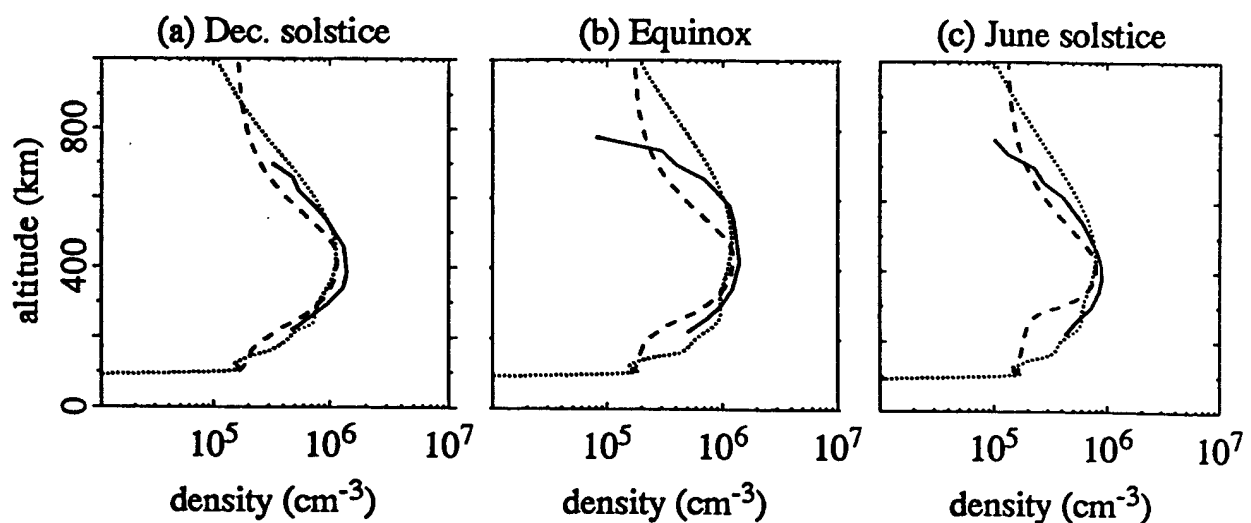 (a) Dec. solstice
(b) Equinox
(c) June solstice
altitude (km)
800
400
0
10^5 10^6 10^7
10^5 10^6 10^7
10^5 10^6 10^7
density (cm^-3)
density (cm^-3)
density (cm^-3)